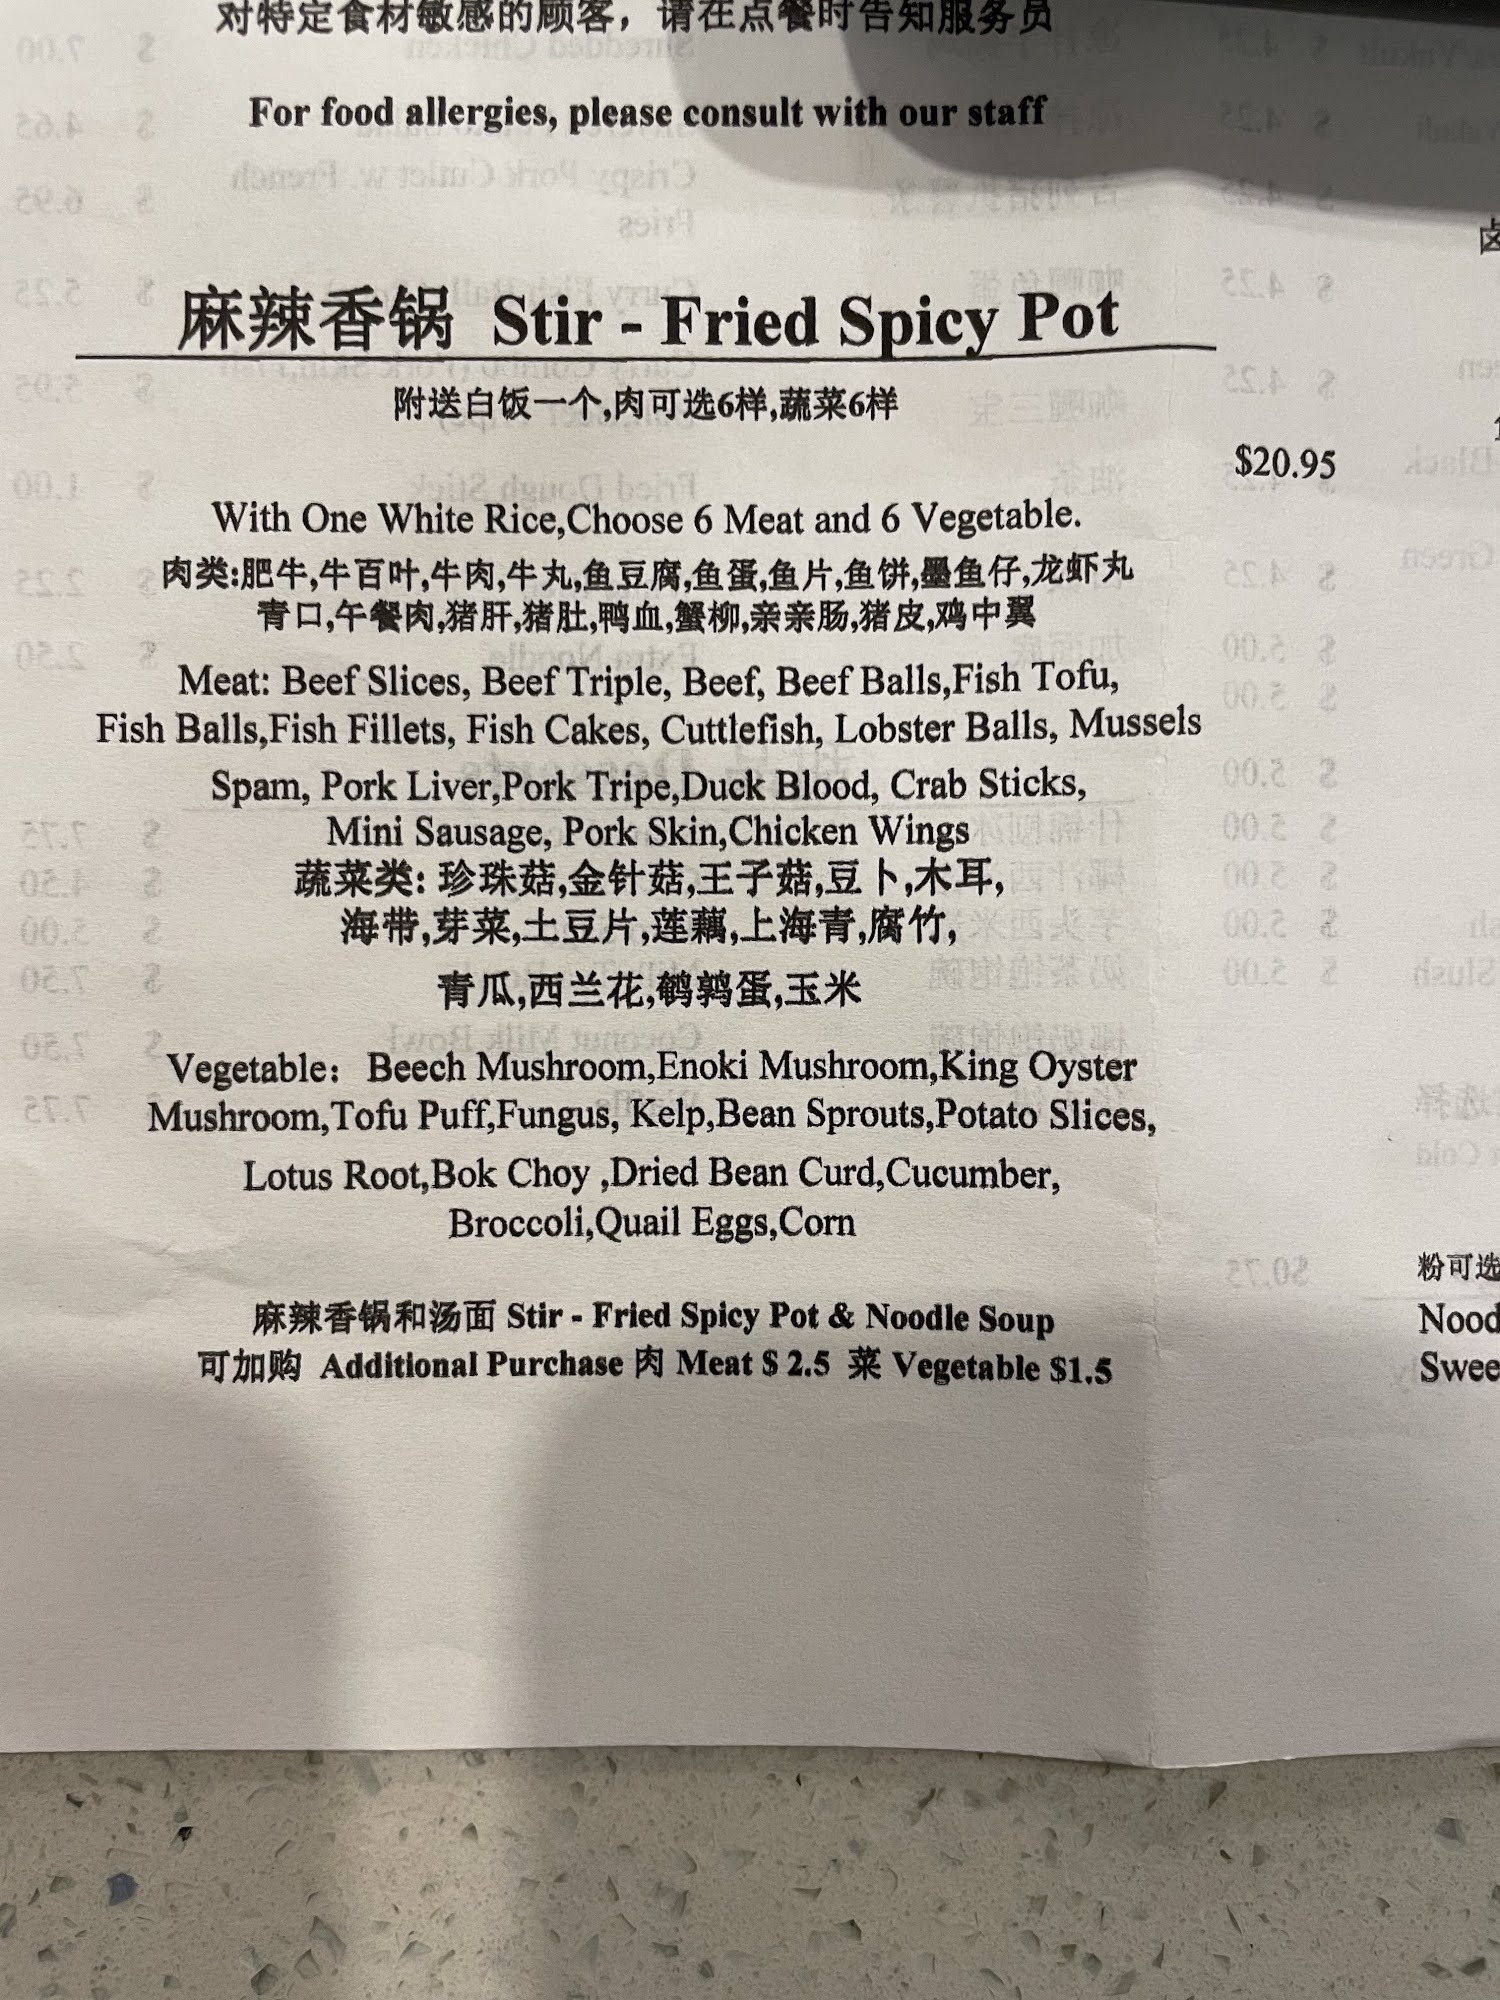 对特定食材敏感的顾客，请在点餐时告知服务员
For food allergies, please consult with our staff
麻辣香锅 Stir - Fried Spicy Pot
附送白饭一个,肉可选6样,蔬菜6样
$20.95
With One White Rice,Choose 6 Meat and 6 Vegetable.
肉类:肥牛,牛百叶,牛肉,牛丸,鱼豆腐,鱼蛋,鱼片,鱼饼,墨鱼仔,龙虾丸
青口,午餐肉,猪肝,猪肚,鸭血,蟹柳,亲亲肠,猪皮,鸡中翼
Meat: Beef Slices, Beef Triple, Beef, Beef Balls,Fish Tofu,
Fish Balls,Fish Fillets, Fish Cakes, Cuttlefish, Lobster Balls, Mussels
Spam, Pork Liver,Pork Tripe,Duck Blood, Crab Sticks,
Mini Sausage, Pork Skin,Chicken Wings
蔬菜类: 珍珠菇,金针菇,王子菇,豆卜,木耳,
海带,芽菜,土豆片,莲藕,上海青,腐竹,
青瓜,西兰花,鹌鹑蛋,玉米
Vegetable：Beech Mushroom,Enoki Mushroom,King Oyster
Mushroom,Tofu Puff,Fungus, Kelp,Bean Sprouts,Potato Slices,
Lotus Root,Bok Choy ,Dried Bean Curd,Cucumber,
Broccoli,Quail Eggs,Corn
麻辣香锅和汤面 Stir - Fried Spicy Pot & Noodle Soup
可加购 Additional Purchase 肉 Meat $ 2.5 菜 Vegetable $1.5
卤
粉可选
Nood
Swee